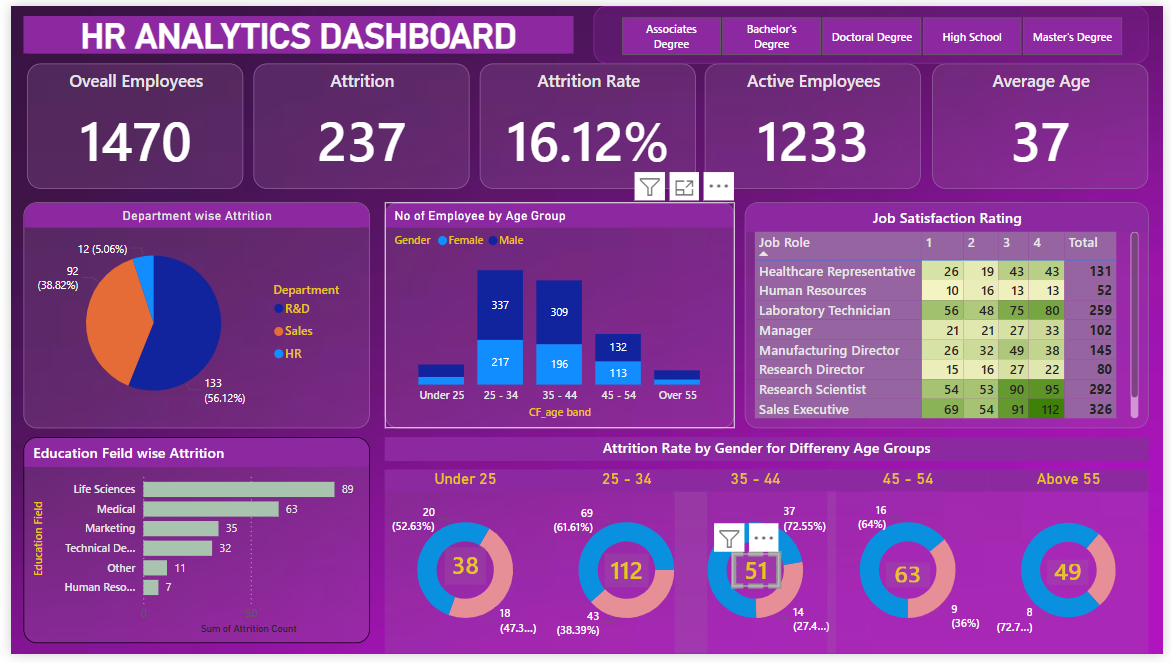 HR ANALYTICS DASHBOARD
Associates
Degree
Bachelor's
Degree
Doctoral Degree
High School
Master's Degree
Oveall Employees
1470
Attrition
237
Attrition Rate
16.12%
Active Employees
1233
Average Age
37
Department wise Attrition
12 (5.06%)
92
(38.82%)
133
(56.12%)
Department
R&D
Sales
HR
No of Employee by Age Group
Gender Female Male
337
217
309
196
132
113
Under 25 25 - 34 35 - 44 45 - 54 Over 55
CF_age band
Job Satisfaction Rating
Job Role 1 2 3 4 Total
Healthcare Representative 26 19 43 43 131
Human Resources 10 16 13 13 52
Laboratory Technician 56 48 75 80 259
Manager 21 21 27 33 102
Manufacturing Director 26 32 49 38 145
Research Director 15 16 27 22 80
Research Scientist 54 53 90 95 292
Sales Executive 69 54 91 112 326
Education Feild wise Attrition
Education Field
Life Sciences 89
Medical 63
Marketing 35
Technical De... 32
Other 11
Human Reso... 7
0 50
Sum of Attrition Count
Attrition Rate by Gender for Differeny Age Groups
Under 25
20
(52.63%)
38
18
(47.3...)
25 - 34
69
(61.61%)
112
43
(38.39%)
35 - 44
37
(72.55%)
51
14
(27.4...)
45 - 54
16
(64%)
63
9
(36%)
Above 55
49
8
(72.7...)